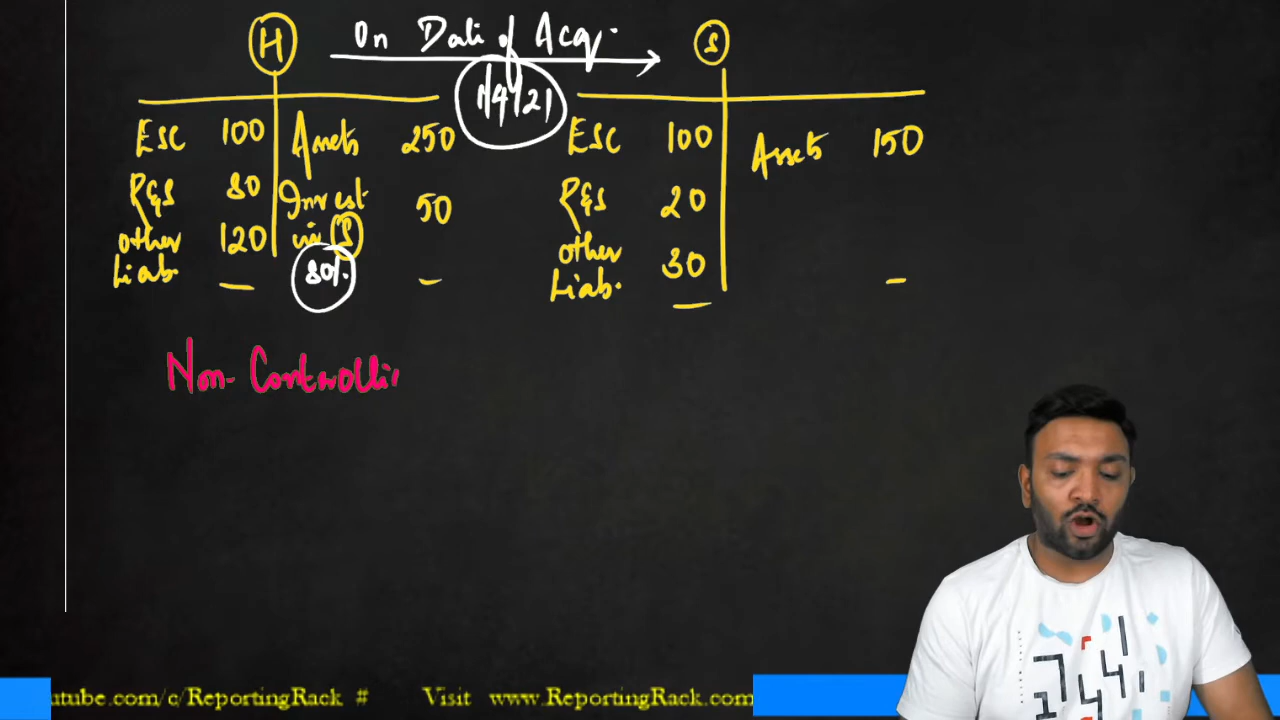 H On Date of Acq. S
1/4/21
ESC 100 Assets 250 ESC 100 Assets 150
R&S 80 Invest 50 R&S 20
other 120 in S other 30
Liab. 80% Liab.
Non-Controllin
utube.com/c/ReportingRack # Visit www.ReportingRack.com